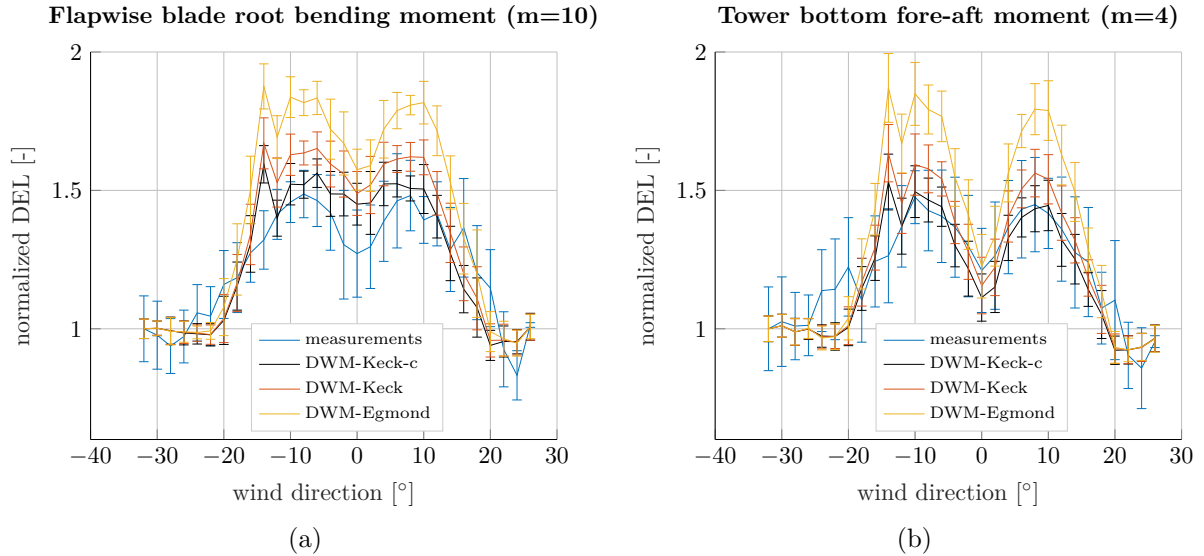 Flapwise blade root bending moment (m=10)
2
1.5
1
normalized DEL [-]
measurements
DWM-Keck-c
DWM-Keck
DWM-Egmond
−40 −30 −20 −10 0 10 20 30
wind direction [°]
(a)
Tower bottom fore-aft moment (m=4)
2
1.5
1
normalized DEL [-]
measurements
DWM-Keck-c
DWM-Keck
DWM-Egmond
−40 −30 −20 −10 0 10 20 30
wind direction [°]
(b)